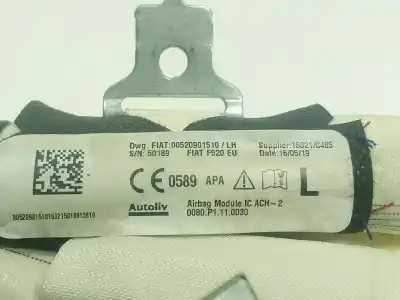 Dwg. FIAT:00520901510 / LH Supplier:16021/C485
S/N: 50189 FIAT F520 EU Date:16/05/19
CE 0589 APA L
Autoliv Airbag Module IC ACH-2
0080.P1.11.0030